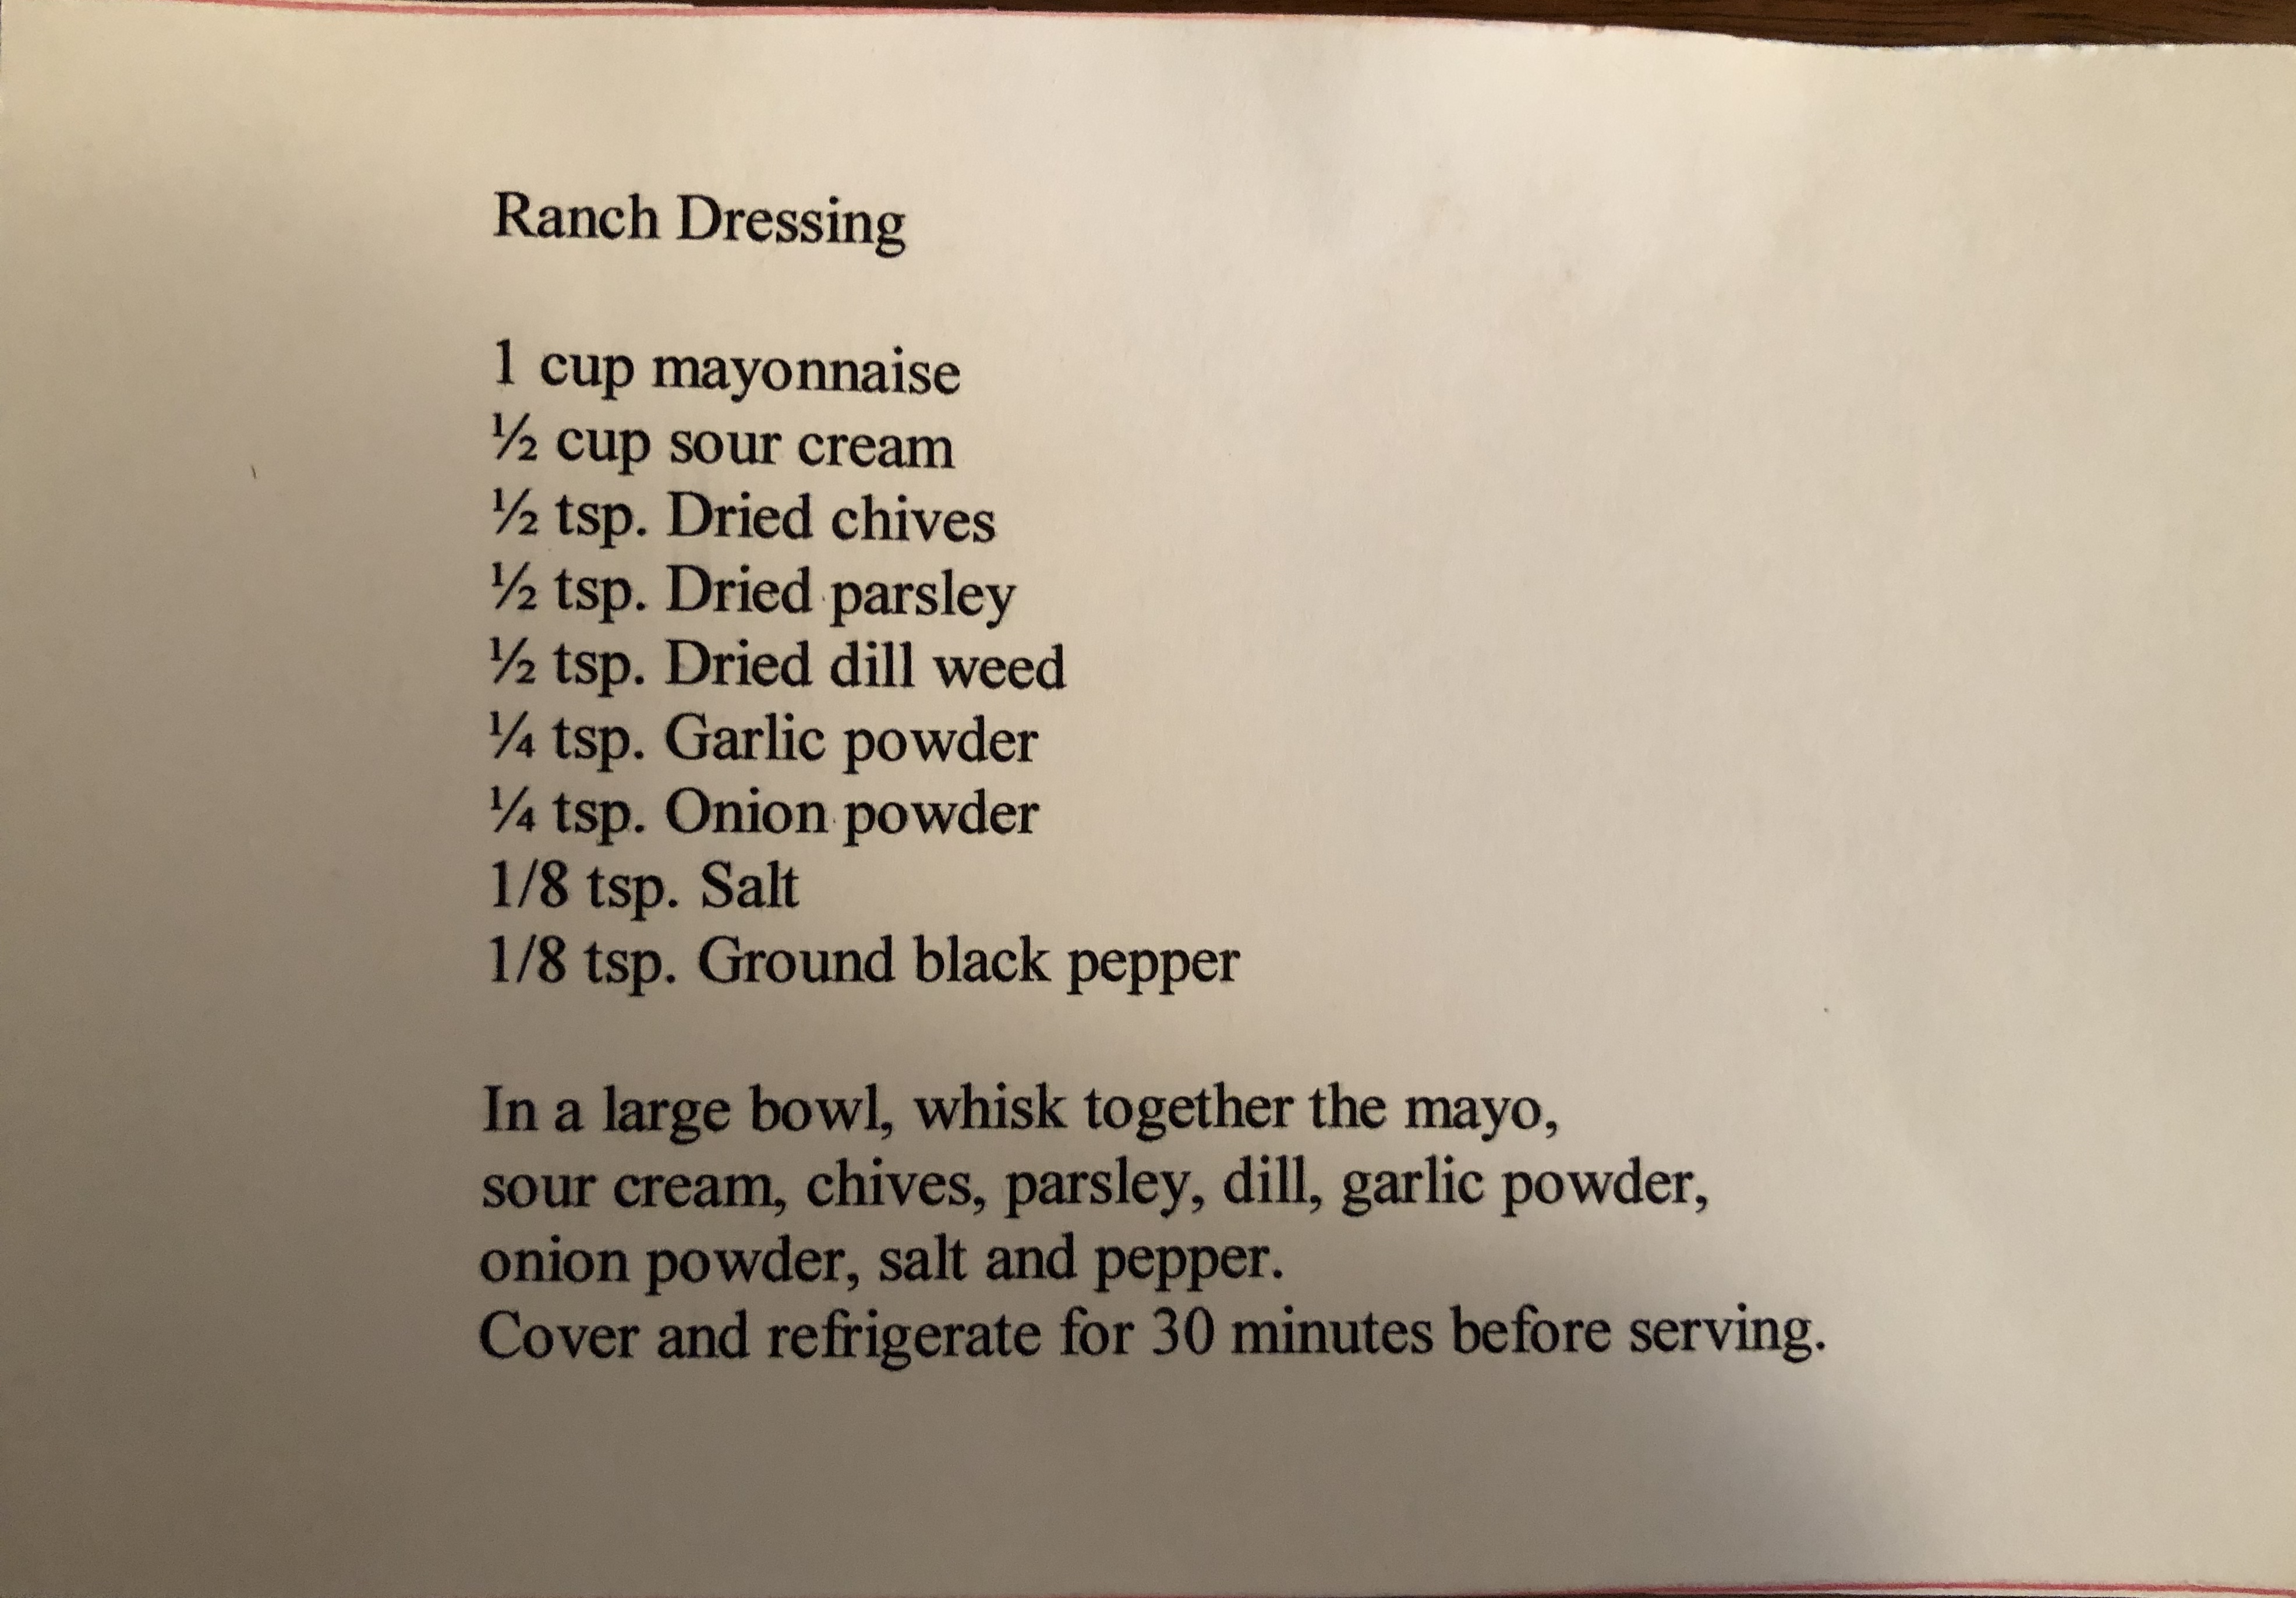 Ranch Dressing
1 cup mayonnaise
½ cup sour cream
½ tsp. Dried chives
½ tsp. Dried parsley
½ tsp. Dried dill weed
¼ tsp. Garlic powder
¼ tsp. Onion powder
1/8 tsp. Salt
1/8 tsp. Ground black pepper
In a large bowl, whisk together the mayo,
sour cream, chives, parsley, dill, garlic powder,
onion powder, salt and pepper.
Cover and refrigerate for 30 minutes before serving.